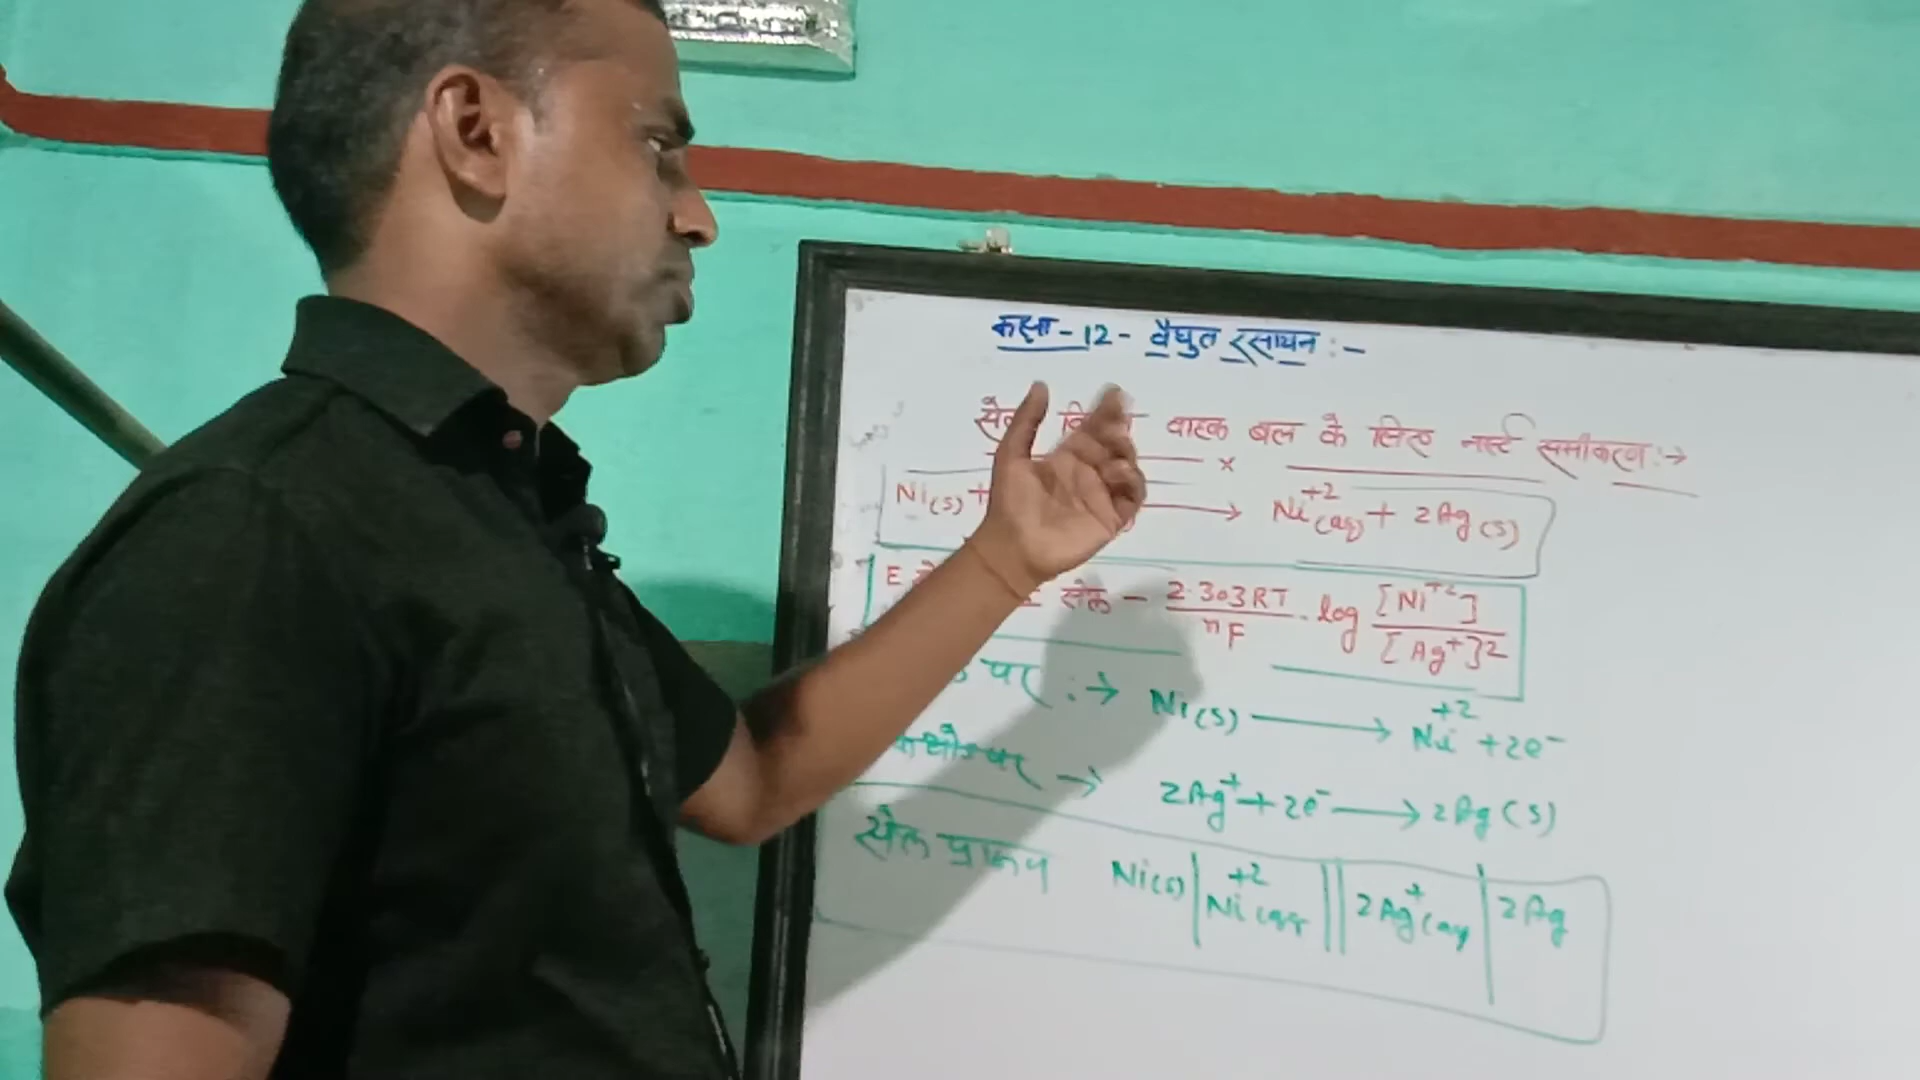 कक्षा - 12 - वैधुत रसायन : -
वाहक बल के लिए नर्न्स्ट समीकरण :→
Ni(s) + → Ni+2(aq) + 2Ag(s)
E सेल - 2.303RT/nF . log [Ni+2]/[Ag+]2
पर :→ Ni(s) → Ni+2 + 2e-
कैथोड पर → 2Ag+ + 2e- → 2Ag(s)
सेल प्रारूप Ni(s) | Ni+2(aq) || 2Ag+(aq) | 2Ag